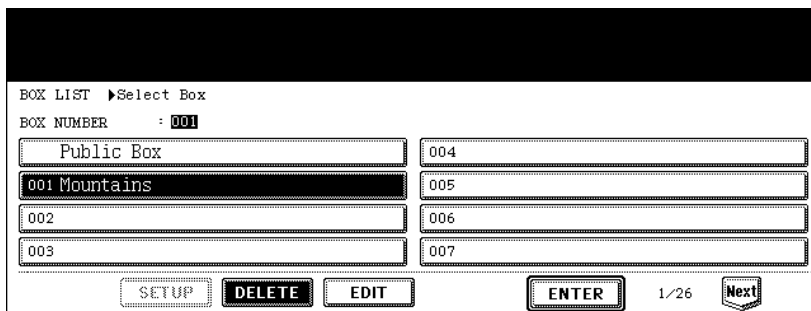 BOX LIST ▶Select Box
BOX NUMBER : 001
Public Box
004
001 Mountains
005
002
006
003
007
SETUP DELETE EDIT ENTER 1/26 Next